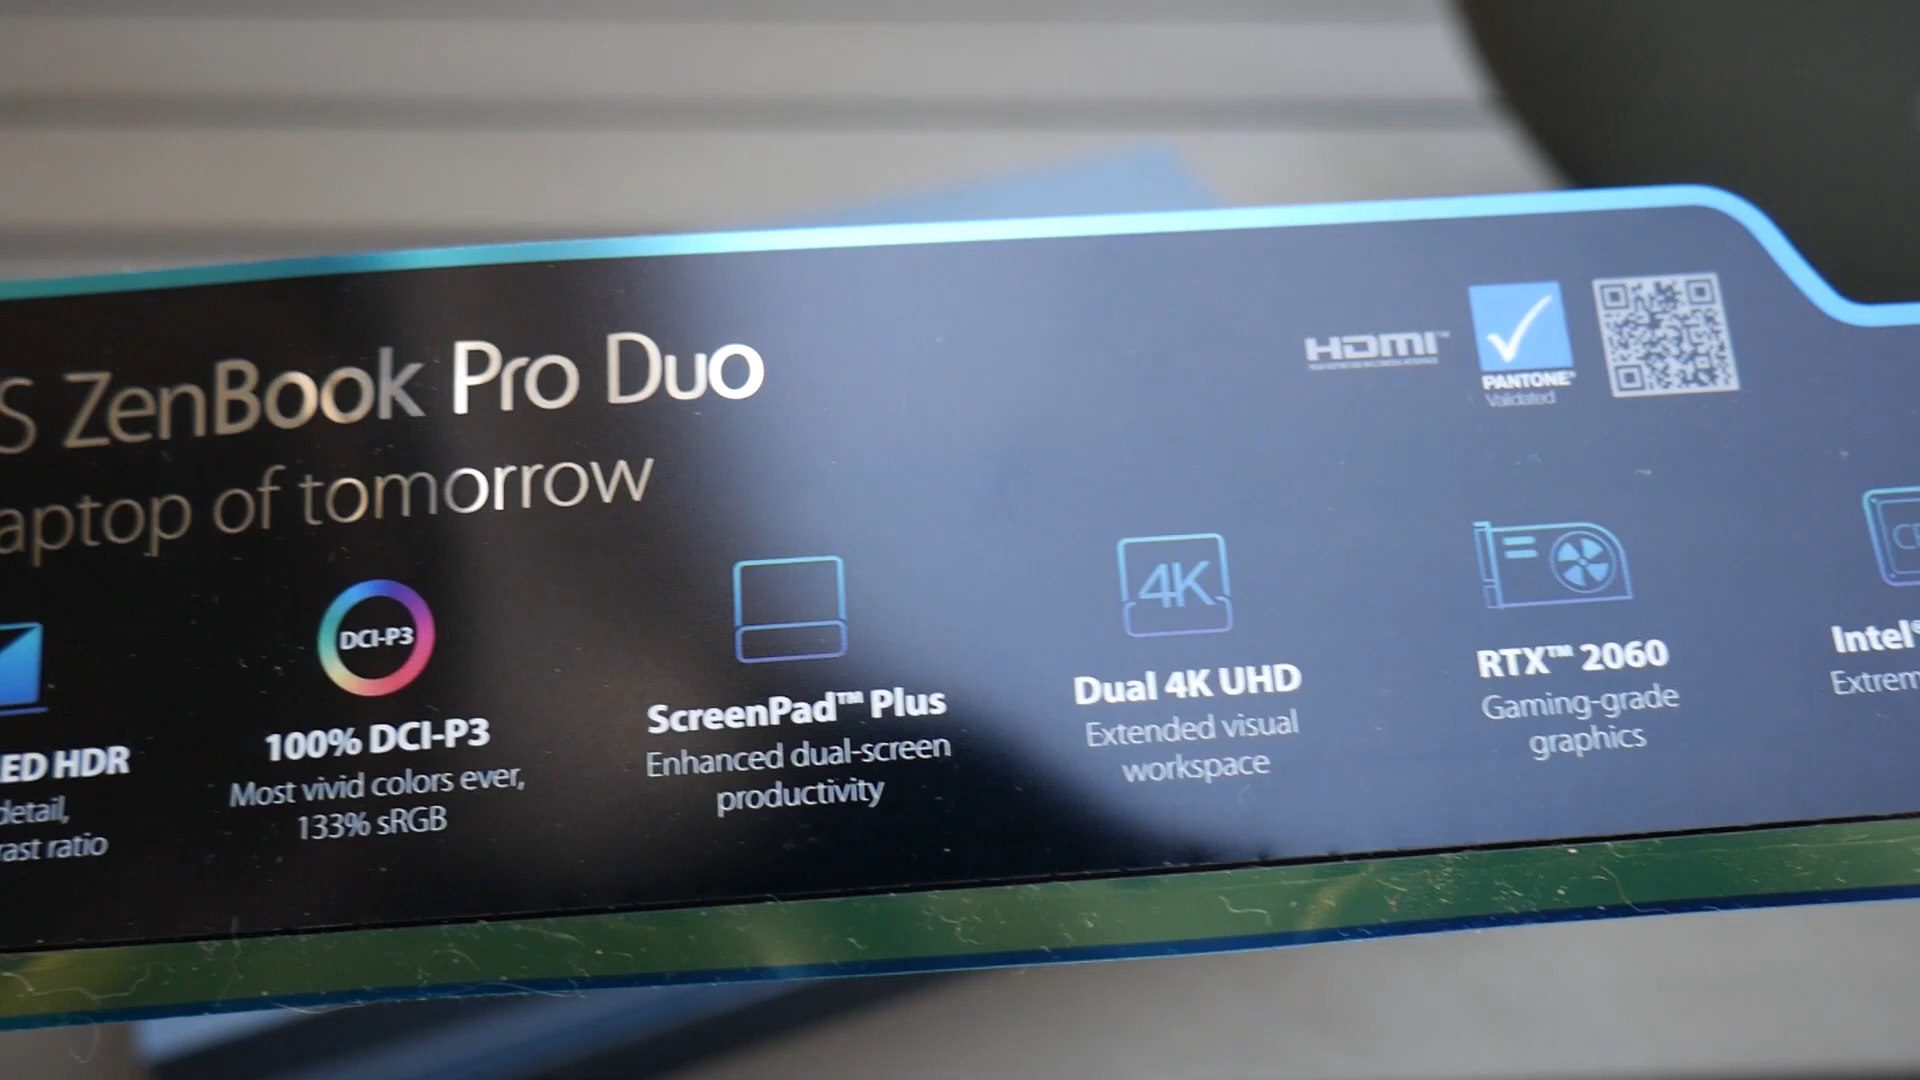 S ZenBook Pro Duo
aptop of tomorrow
HDMI™
PANTONE®
Validated
ED HDR
detail,
rast ratio
DCI-P3
100% DCI-P3
Most vivid colors ever,
133% sRGB
ScreenPad™ Plus
Enhanced dual-screen
productivity
4K
Dual 4K UHD
Extended visual
workspace
RTX™ 2060
Gaming-grade
graphics
Intel®
Extrem